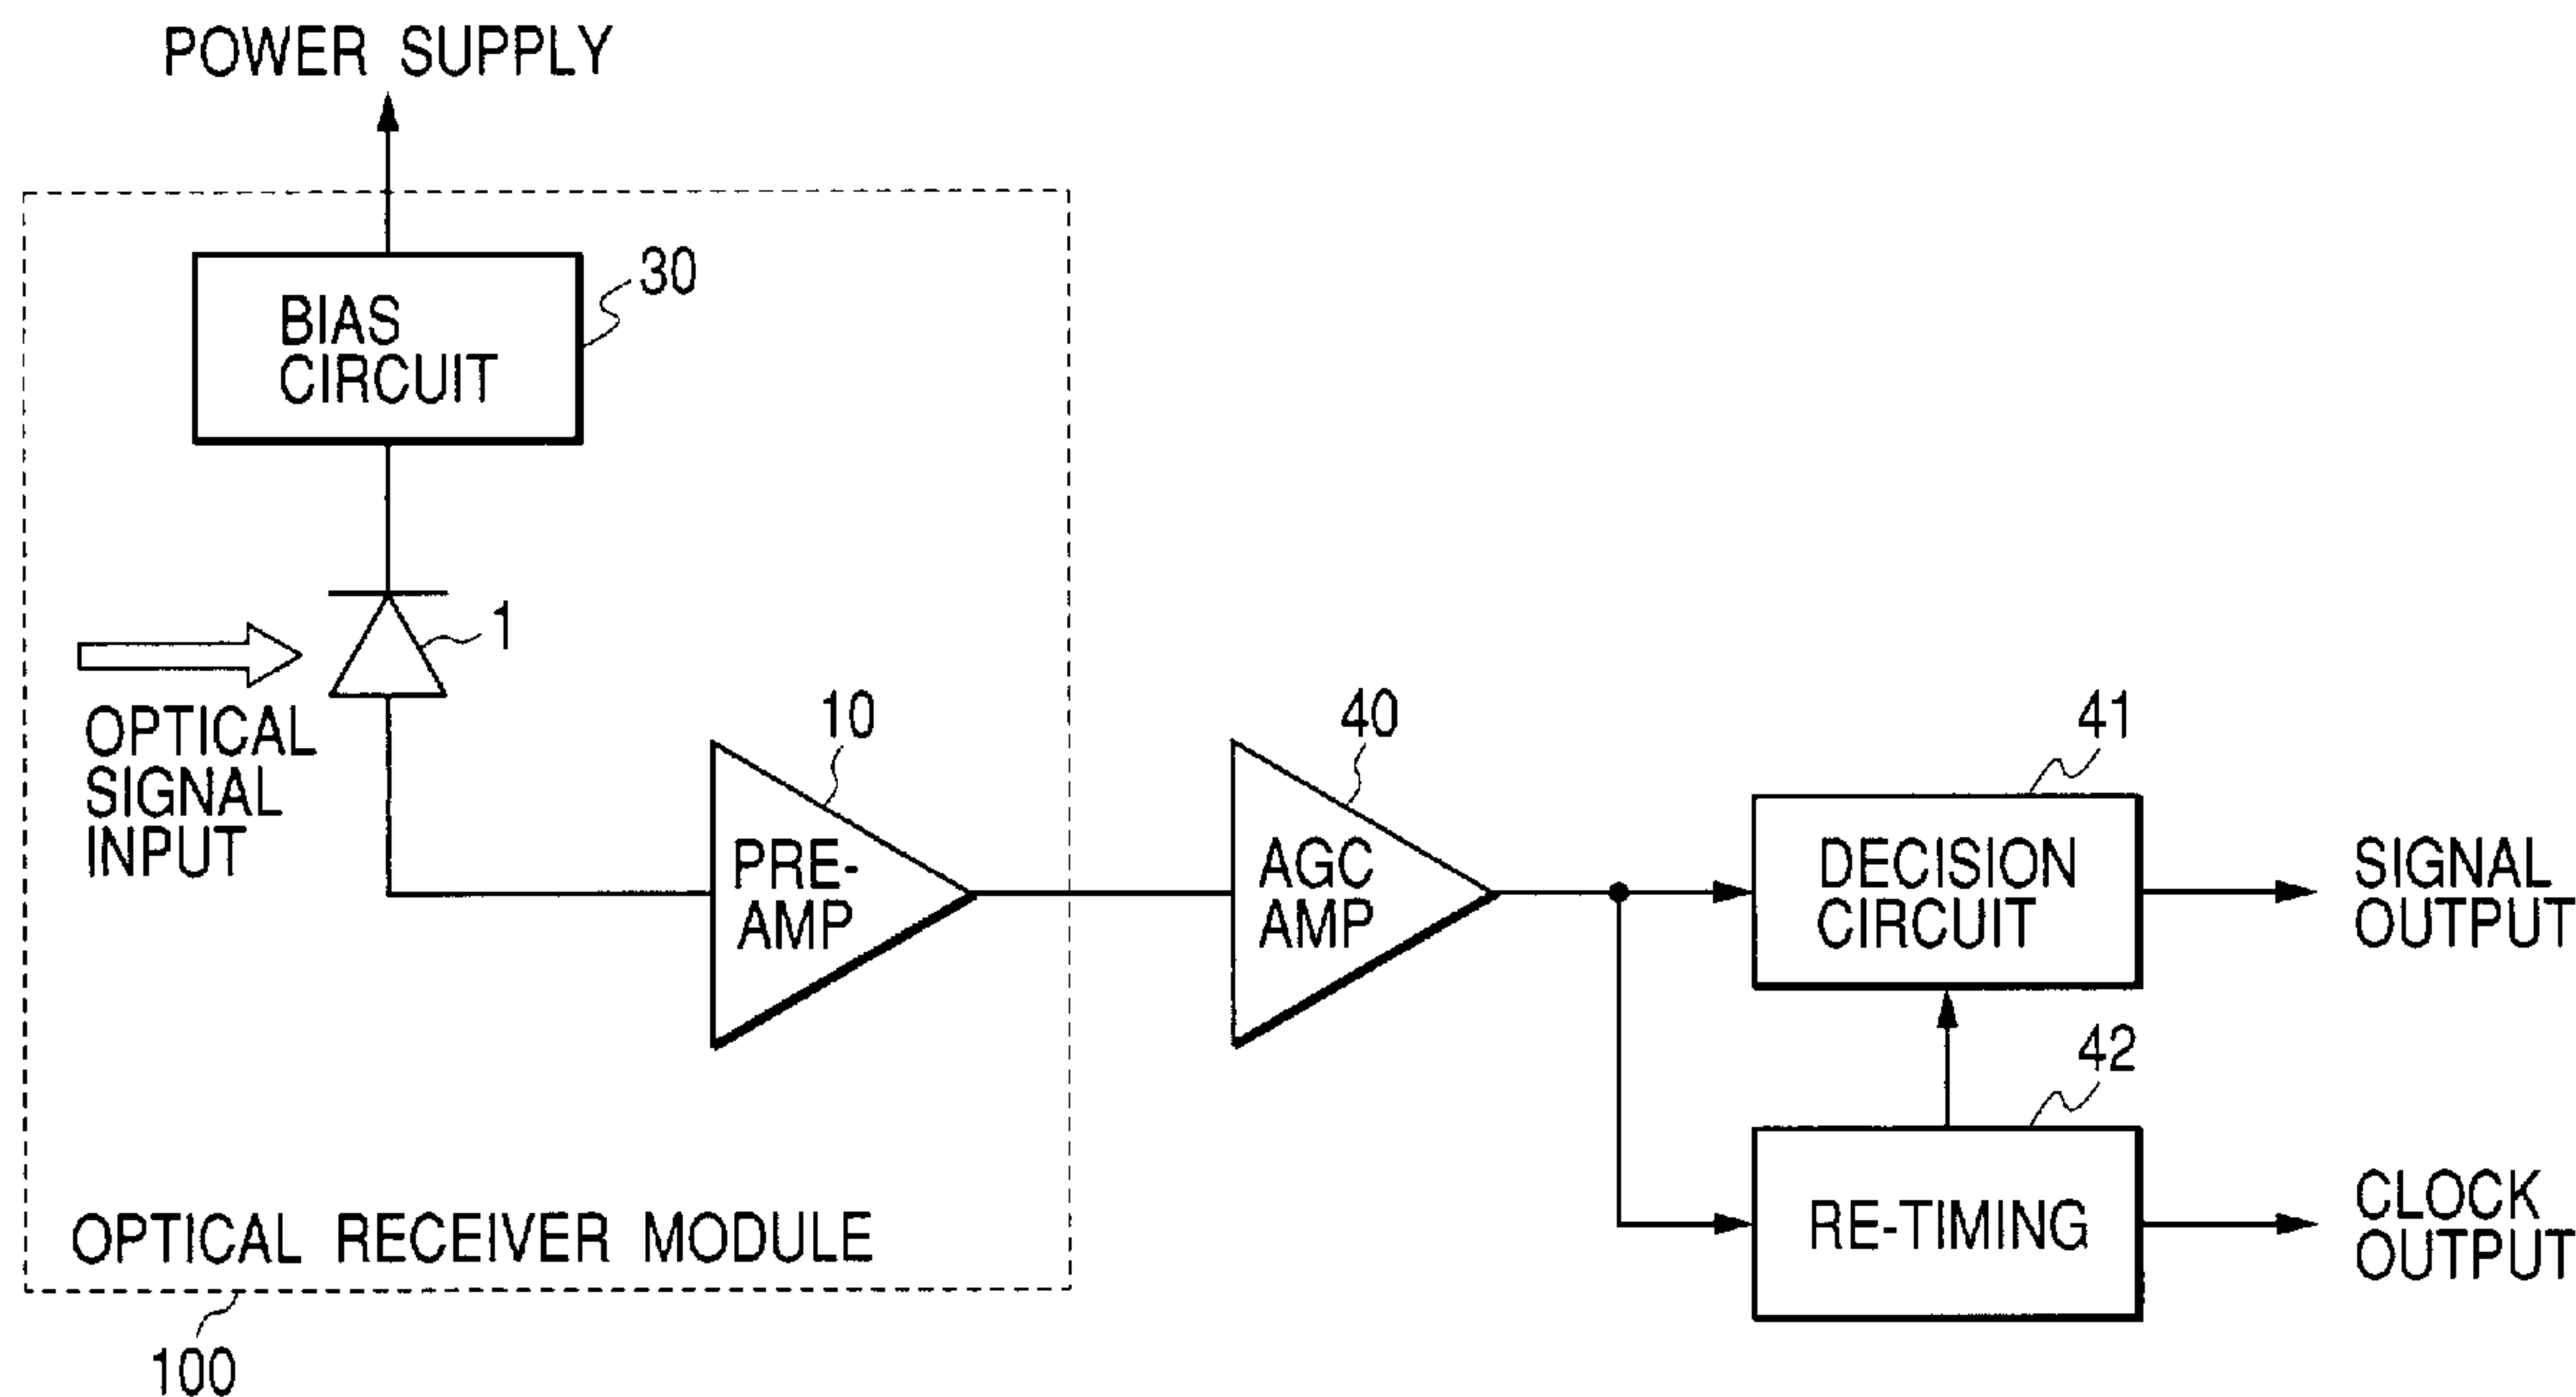 POWER SUPPLY
BIAS
CIRCUIT
30
1
OPTICAL
SIGNAL
INPUT
10
PRE-
AMP
40
AGC
AMP
41
DECISION
CIRCUIT
SIGNAL
OUTPUT
42
RE-TIMING
CLOCK
OUTPUT
OPTICAL RECEIVER MODULE
100